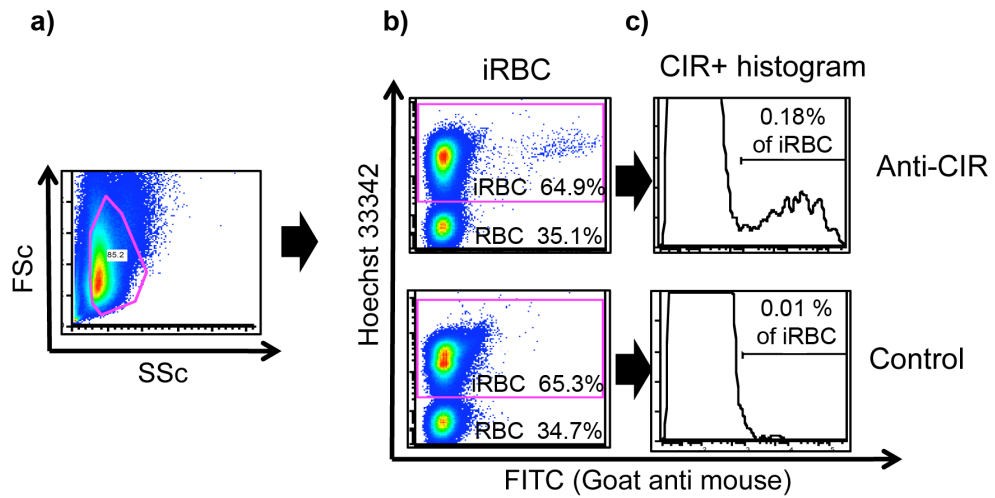 a)
b)
c)
iRBC
CIR+ histogram
FSc
85.2
SSc
Hoechst 33342
iRBC 64.9%
RBC 35.1%
0.18%
of iRBC
Anti-CIR
iRBC 65.3%
RBC 34.7%
0.01 %
of iRBC
Control
FITC (Goat anti mouse)